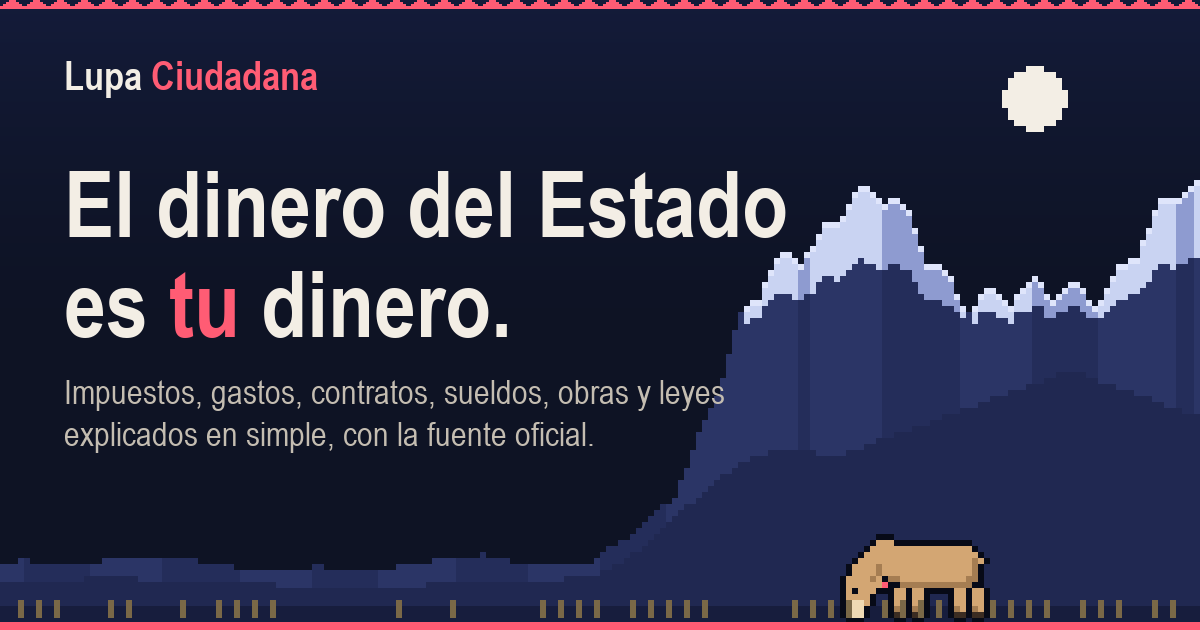 Lupa Ciudadana
El dinero del Estado
es tu dinero.
Impuestos, gastos, contratos, sueldos, obras y leyes
explicados en simple, con la fuente oficial.